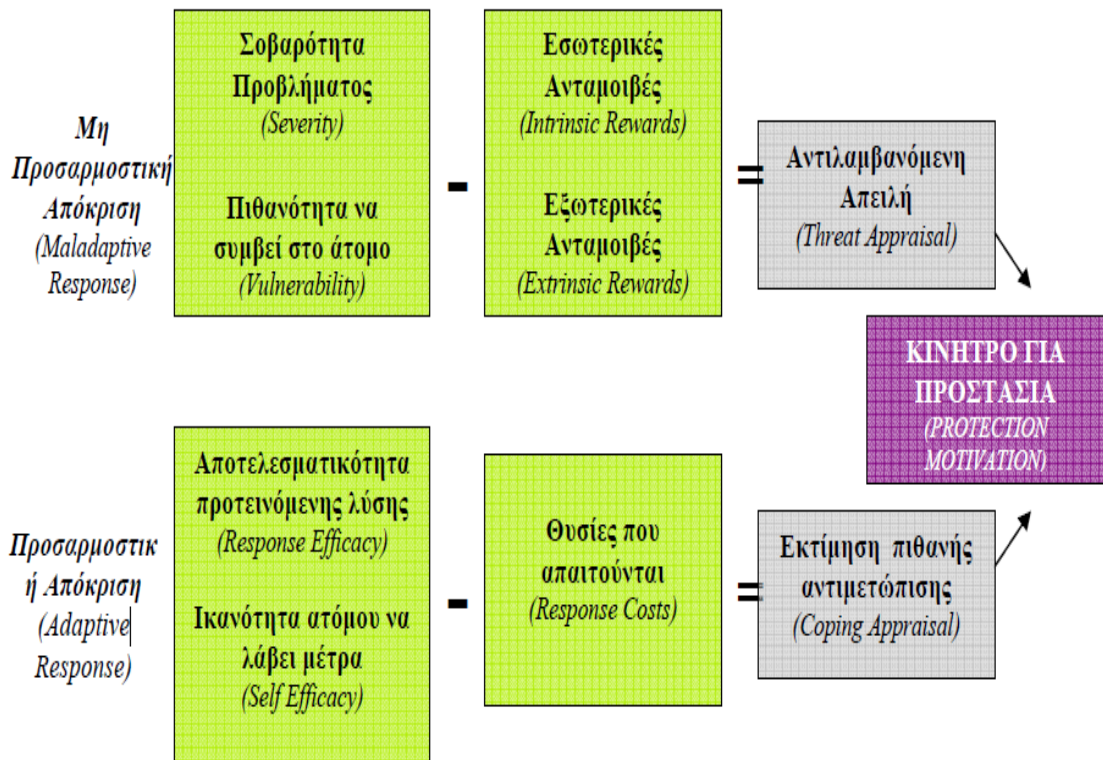 Μη
Προσαρμοστική
Απόκριση
(Maladaptive
Response)
Σοβαρότητα
Προβλήματος
(Severity)
Πιθανότητα να
συμβεί στο άτομο
(Vulnerability)
-
Εσωτερικές
Ανταμοιβές
(Intrinsic Rewards)
Εξωτερικές
Ανταμοιβές
(Extrinsic Rewards)
=
Αντιλαμβανόμενη
Απειλή
(Threat Appraisal)
ΚΙΝΗΤΡΟ ΓΙΑ
ΠΡΟΣΤΑΣΙΑ
(PROTECTION
MOTIVATION)
Προσαρμοστικ
ή Απόκριση
(Adaptive
Response)
Αποτελεσματικότητα
προτεινόμενης λύσης
(Response Efficacy)
Ικανότητα ατόμου να
λάβει μέτρα
(Self Efficacy)
-
Θυσίες που
απαιτούνται
(Response Costs)
=
Εκτίμηση πιθανής
αντιμετώπισης
(Coping Appraisal)